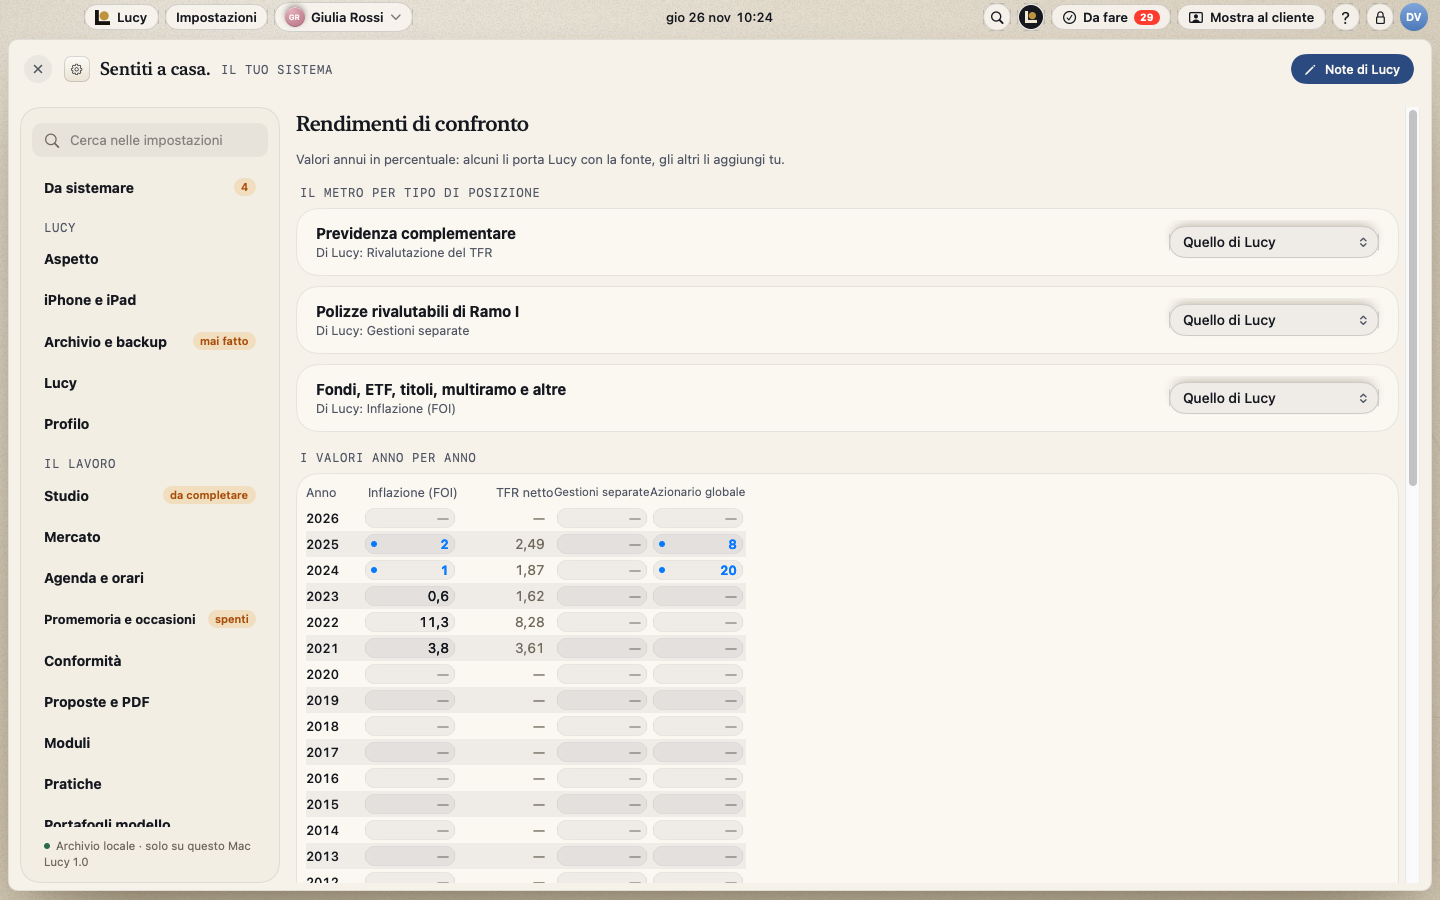 Lucy
Impostazioni
GR Giulia Rossi
gio 26 nov 10:24
Da fare 29
Mostra al cliente
?
DV
Sentiti a casa. IL TUO SISTEMA
Note di Lucy
Cerca nelle impostazioni
Da sistemare 4
LUCY
Aspetto
iPhone e iPad
Archivio e backup mai fatto
Lucy
Profilo
IL LAVORO
Studio da completare
Mercato
Agenda e orari
Promemoria e occasioni spenti
Conformità
Proposte e PDF
Moduli
Pratiche
Portafogli modello
Archivio locale · solo su questo Mac
Lucy 1.0
Rendimenti di confronto
Valori annui in percentuale: alcuni li porta Lucy con la fonte, gli altri li aggiungi tu.
IL METRO PER TIPO DI POSIZIONE
Previdenza complementare
Di Lucy: Rivalutazione del TFR
Quello di Lucy
Polizze rivalutabili di Ramo I
Di Lucy: Gestioni separate
Quello di Lucy
Fondi, ETF, titoli, multiramo e altre
Di Lucy: Inflazione (FOI)
Quello di Lucy
I VALORI ANNO PER ANNO
Anno Inflazione (FOI) TFR netto Gestioni separate Azionario globale
2026 — — — —
2025 2 2,49 — 8
2024 1 1,87 — 20
2023 0,6 1,62 — —
2022 11,3 8,28 — —
2021 3,8 3,61 — —
2020 — — — —
2019 — — — —
2018 — — — —
2017 — — — —
2016 — — — —
2015 — — — —
2014 — — — —
2013 — — — —
2012 — — — —